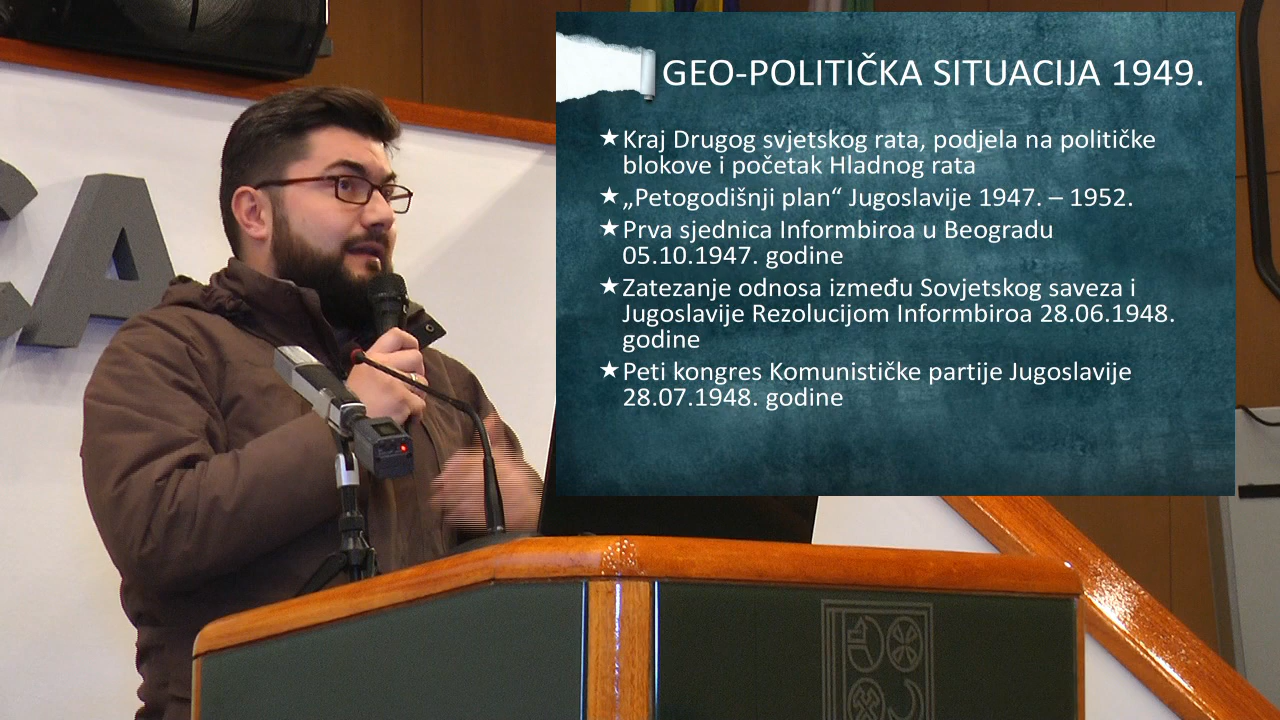 CA
GEO-POLITIČKA SITUACIJA 1949.
Kraj Drugog svjetskog rata, podjela na političke
blokove i početak Hladnog rata
„Petogodišnji plan“ Jugoslavije 1947. – 1952.
Prva sjednica Informbiroa u Beogradu
05.10.1947. godine
Zatezanje odnosa između Sovjetskog saveza i
Jugoslavije Rezolucijom Informbiroa 28.06.1948.
godine
Peti kongres Komunističke partije Jugoslavije
28.07.1948. godine